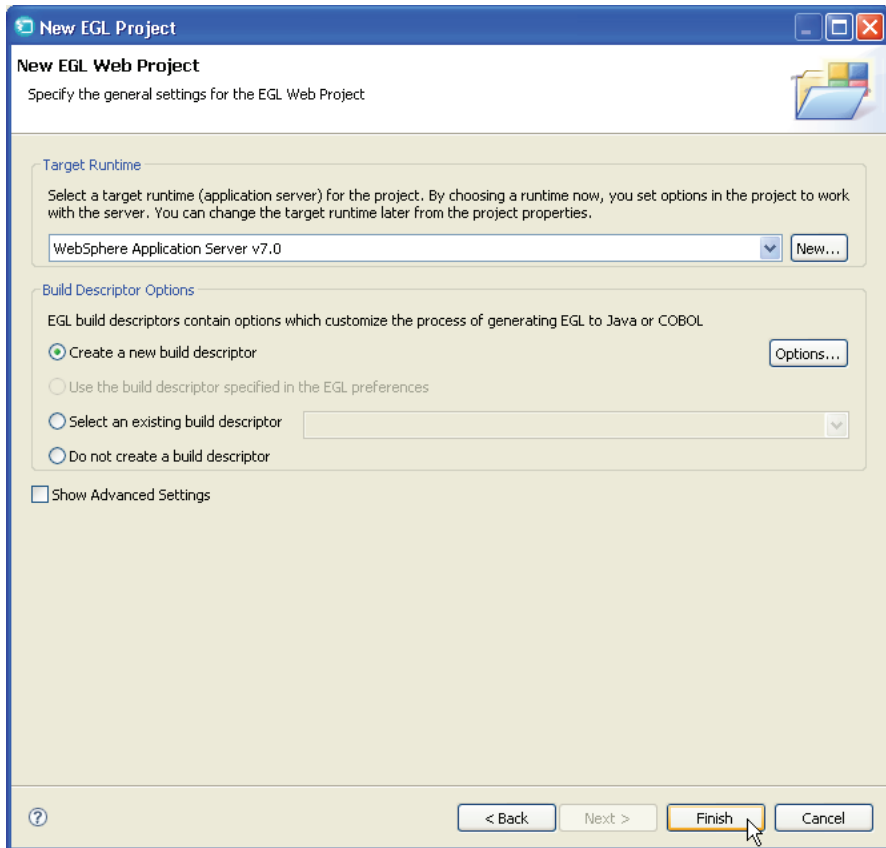 New EGL Project
New EGL Web Project
Specify the general settings for the EGL Web Project
Target Runtime
Select a target runtime (application server) for the project. By choosing a runtime now, you set options in the project to work
with the server. You can change the target runtime later from the project properties.
WebSphere Application Server v7.0 New...
Build Descriptor Options
EGL build descriptors contain options which customize the process of generating EGL to Java or COBOL
Create a new build descriptor Options...
Use the build descriptor specified in the EGL preferences
Select an existing build descriptor
Do not create a build descriptor
Show Advanced Settings
? < Back Next > Finish Cancel